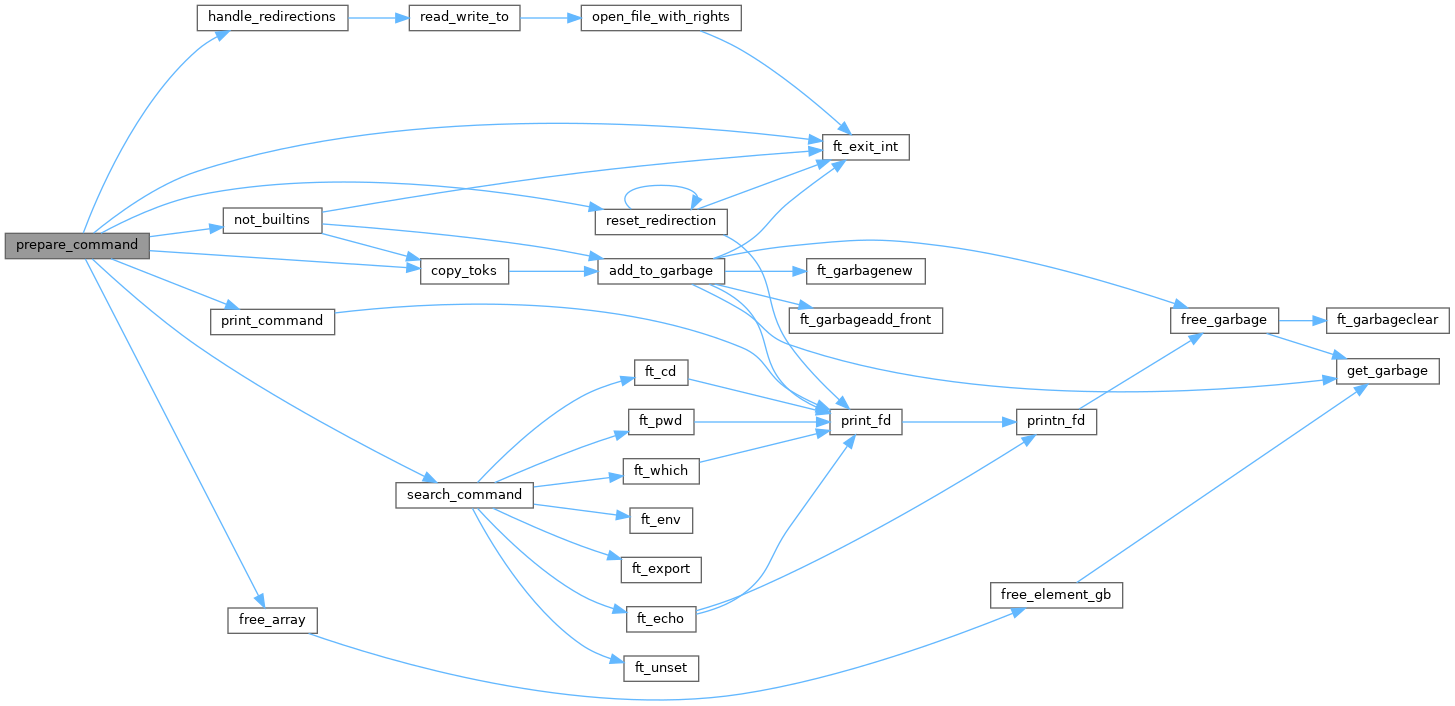 handle_redirections
read_write_to
open_file_with_rights
ft_exit_int
not_builtins
reset_redirection
prepare_command
copy_toks
add_to_garbage
ft_garbagenew
print_command
ft_garbageadd_front
free_garbage
ft_garbageclear
ft_cd
get_garbage
ft_pwd
print_fd
printn_fd
ft_which
search_command
ft_env
ft_export
free_element_gb
free_array
ft_echo
ft_unset